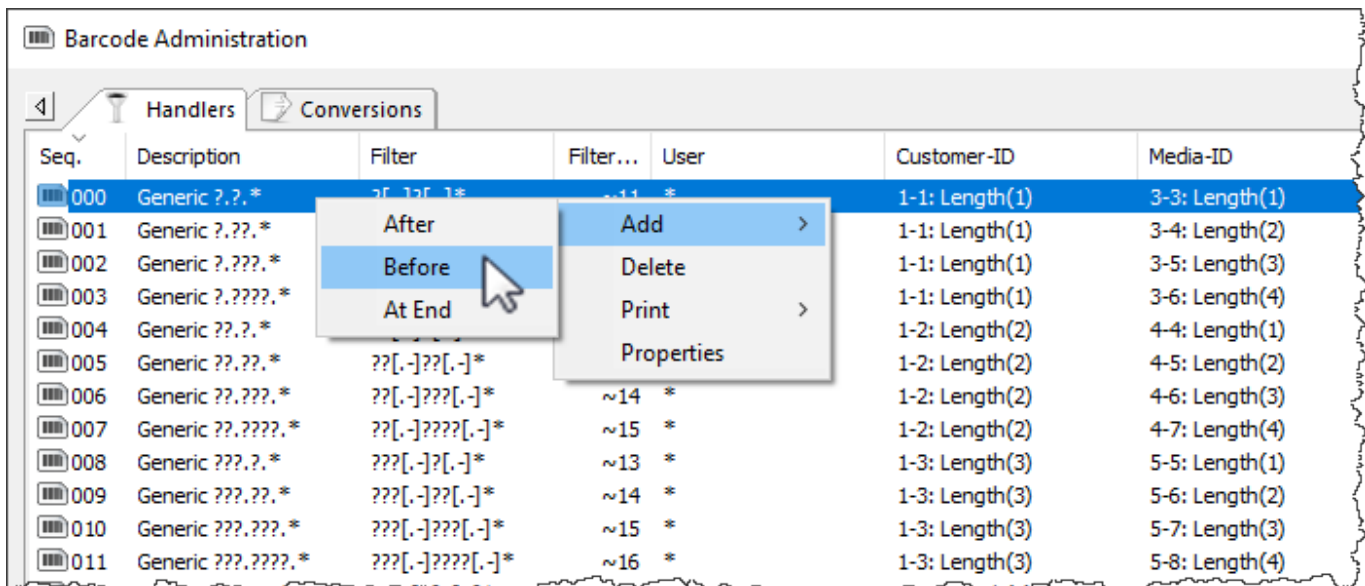 Barcode Administration
Handlers Conversions
Seq. Description Filter Filter... User Customer-ID Media-ID
000 Generic ?.?.* ?[.-]?[.-]* ~11 * 1-1: Length(1) 3-3: Length(1)
After Add >
001 Generic ?.??.* 1-1: Length(1) 3-4: Length(2)
Before Delete
002 Generic ?.???.* 1-1: Length(1) 3-5: Length(3)
003 Generic ?.????.* 1-1: Length(1) 3-6: Length(4)
At End Print >
004 Generic ??.?.* 1-2: Length(2) 4-4: Length(1)
Properties
005 Generic ??.??.* ??[.-]??[.-]* 1-2: Length(2) 4-5: Length(2)
006 Generic ??.???.* ??[.-]???[.-]* ~14 * 1-2: Length(2) 4-6: Length(3)
007 Generic ??.????.* ??[.-]????[.-]* ~15 * 1-2: Length(2) 4-7: Length(4)
008 Generic ???.?.* ???[.-]?[.-]* ~13 * 1-3: Length(3) 5-5: Length(1)
009 Generic ???.??.* ???[.-]??[.-]* ~14 * 1-3: Length(3) 5-6: Length(2)
010 Generic ???.???.* ???[.-]???[.-]* ~15 * 1-3: Length(3) 5-7: Length(3)
011 Generic ???.????.* ???[.-]????[.-]* ~16 * 1-3: Length(3) 5-8: Length(4)